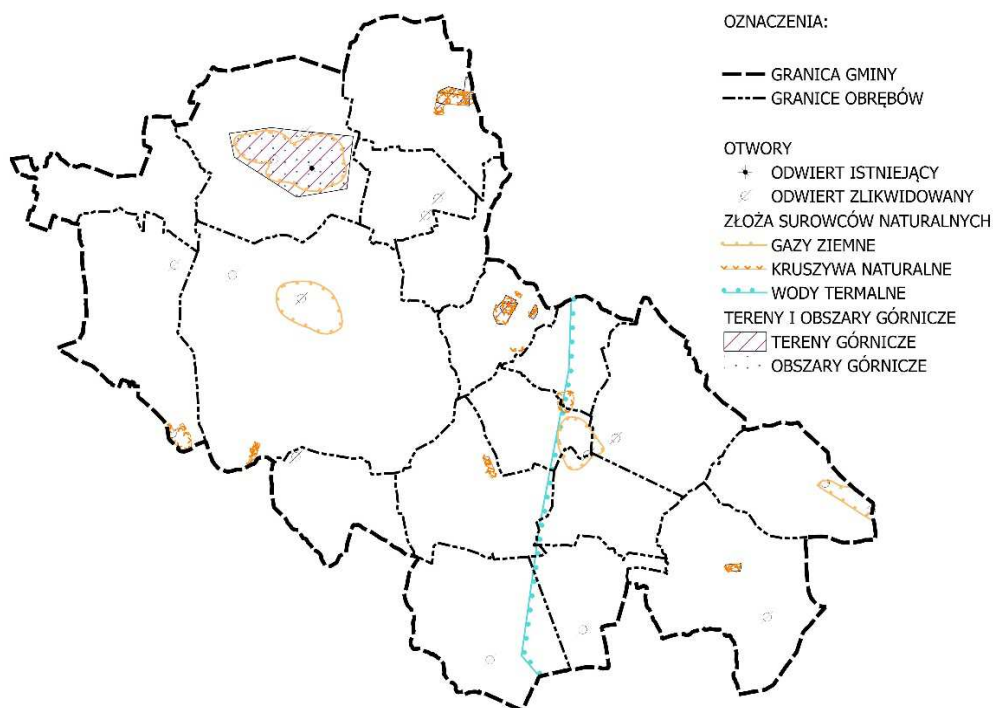 OZNACZENIA:
GRANICA GMINY
GRANICE OBRĘBÓW
OTWORY
ODWIERT ISTNIEJĄCY
ODWIERT ZLIKWIDOWANY
ZŁOŻA SUROWCÓW NATURALNYCH
GAZY ZIEMNE
KRUSZYWA NATURALNE
WODY TERMALNE
TERENY I OBSZARY GÓRNICZE
TERENY GÓRNICZE
OBSZARY GÓRNICZE